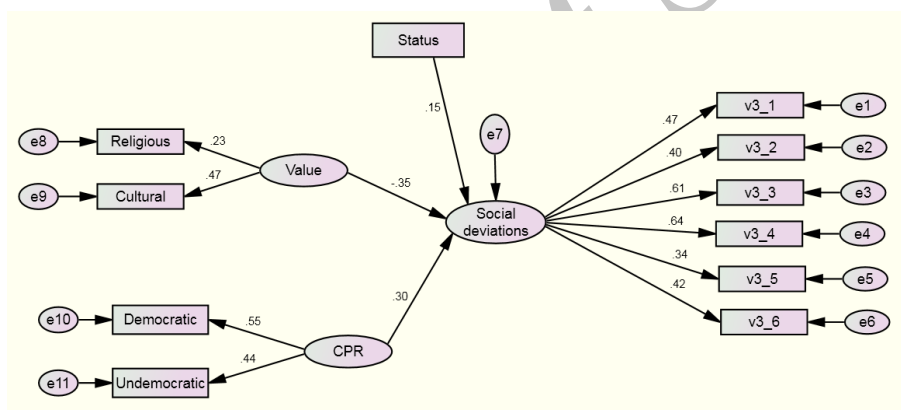 Status
.15
e7
e8
Religious
.23
e9
Cultural
.47
Value
-.35
Social
deviations
.47
v3_1
e1
.40
v3_2
e2
.61
v3_3
e3
.64
v3_4
e4
.34
v3_5
e5
.42
v3_6
e6
.30
e10
Democratic
.55
CPR
e11
Undemocratic
.44